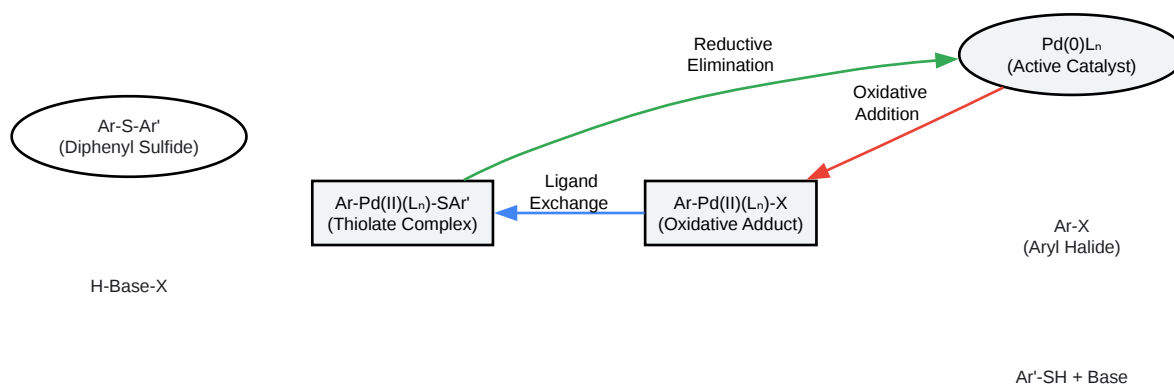 Reductive
Elimination
Pd(0)Lₙ
(Active Catalyst)
Oxidative
Addition
Ar-S-Ar'
(Diphenyl Sulfide)
Ar-Pd(II)(Lₙ)-SAr'
(Thiolate Complex)
Ligand
Exchange
Ar-Pd(II)(Lₙ)-X
(Oxidative Adduct)
Ar-X
(Aryl Halide)
H-Base-X
Ar'-SH + Base